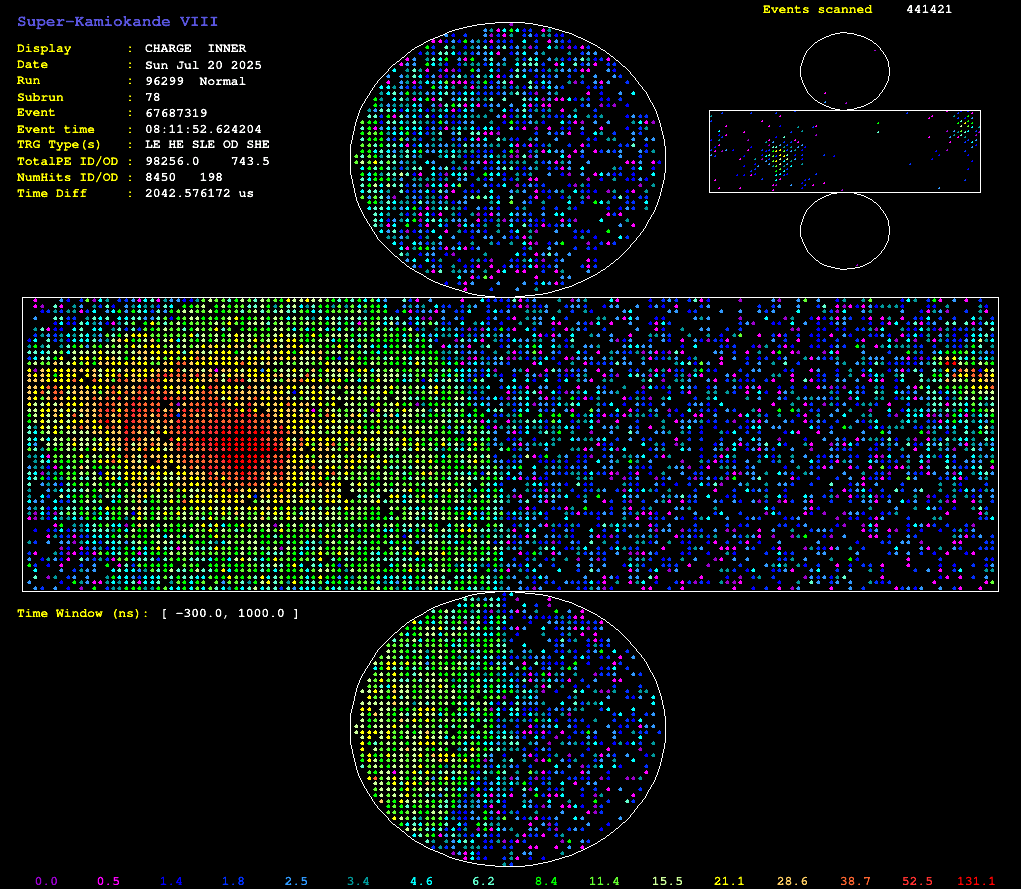 Super-Kamiokande VIII
Events scanned 441421
Display : CHARGE INNER
Date : Sun Jul 20 2025
Run : 96299 Normal
Subrun : 78
Event : 67687319
Event time : 08:11:52.624204
TRG Type(s) : LE HE SLE OD SHE
TotalPE ID/OD : 98256.0 743.5
NumHits ID/OD : 8450 198
Time Diff : 2042.576172 us
Time Window (ns): [ -300.0, 1000.0 ]
0.0 0.5 1.4 1.8 2.5 3.4 4.6 6.2 8.4 11.4 15.5 21.1 28.6 38.7 52.5 131.1